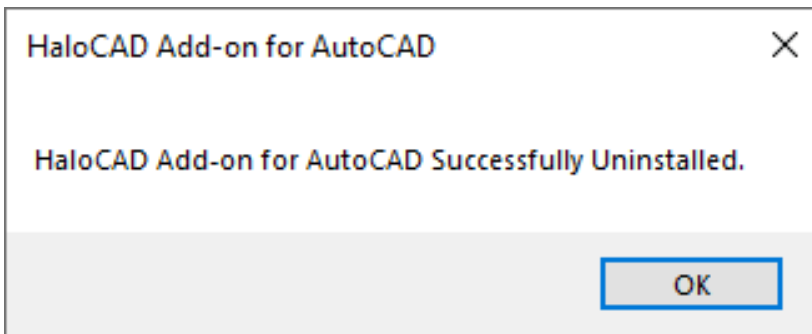 HaloCAD Add-on for AutoCAD
HaloCAD Add-on for AutoCAD Successfully Uninstalled.
OK